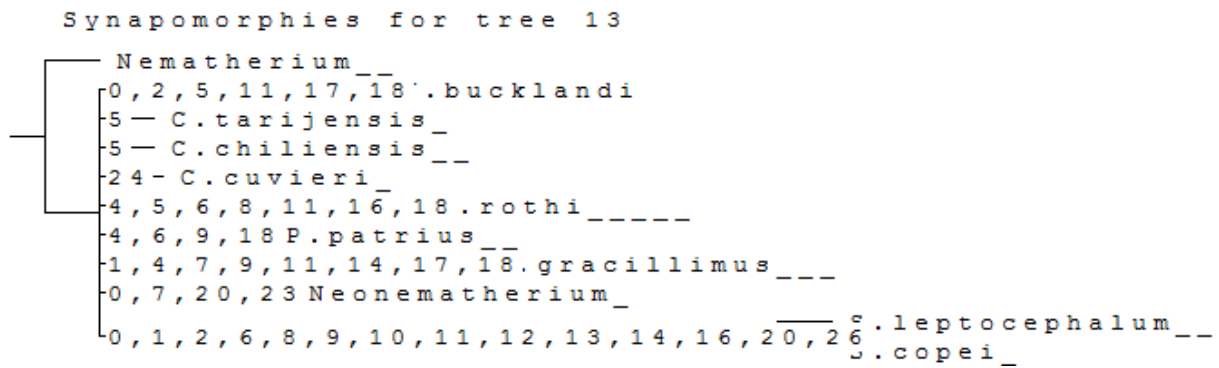 Synapomorphies for tree 13
Nematherium__
0,2,5,11,17,18 .bucklandi
5 C.tarijensis_
5 C.chiliensis__
24 C.cuvieri_
4,5,6,8,11,16,18.rothi_____
4,6,9,18 P.patrius__
1,4,7,9,11,14,17,18.gracillimus___
0,7,20,23 Neonematherium_
.leptocephalum__
0,1,2,6,8,9,10,11,12,13,14,16,20,26
.copei_